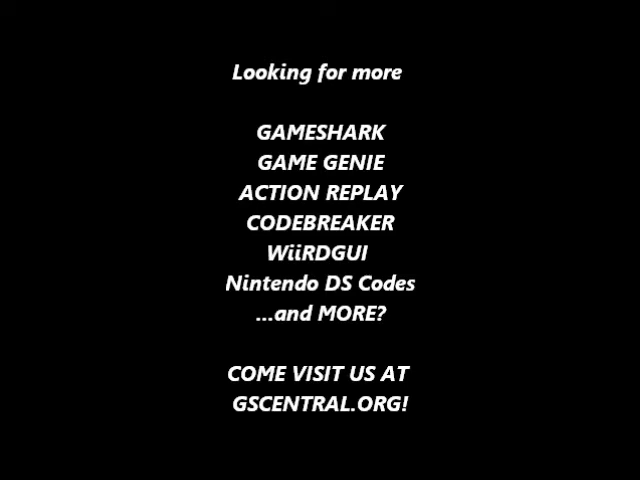 Looking for more
GAMESHARK
GAME GENIE
ACTION REPLAY
CODEBREAKER
WiiRDGUI
Nintendo DS Codes
...and MORE?
COME VISIT US AT
GSCENTRAL.ORG!